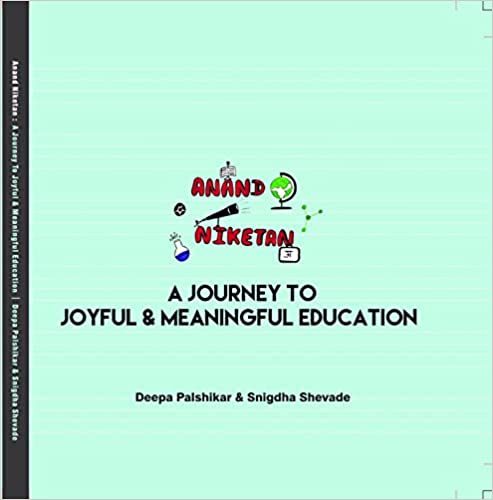 Anand Niketan : A Journey To Joyful & Meaningful Education | Deepa Palshikar & Snigdha Shevade
ANAND
NIKETAN
A JOURNEY TO
JOYFUL & MEANINGFUL EDUCATION
Deepa Palshikar & Snigdha Shevade